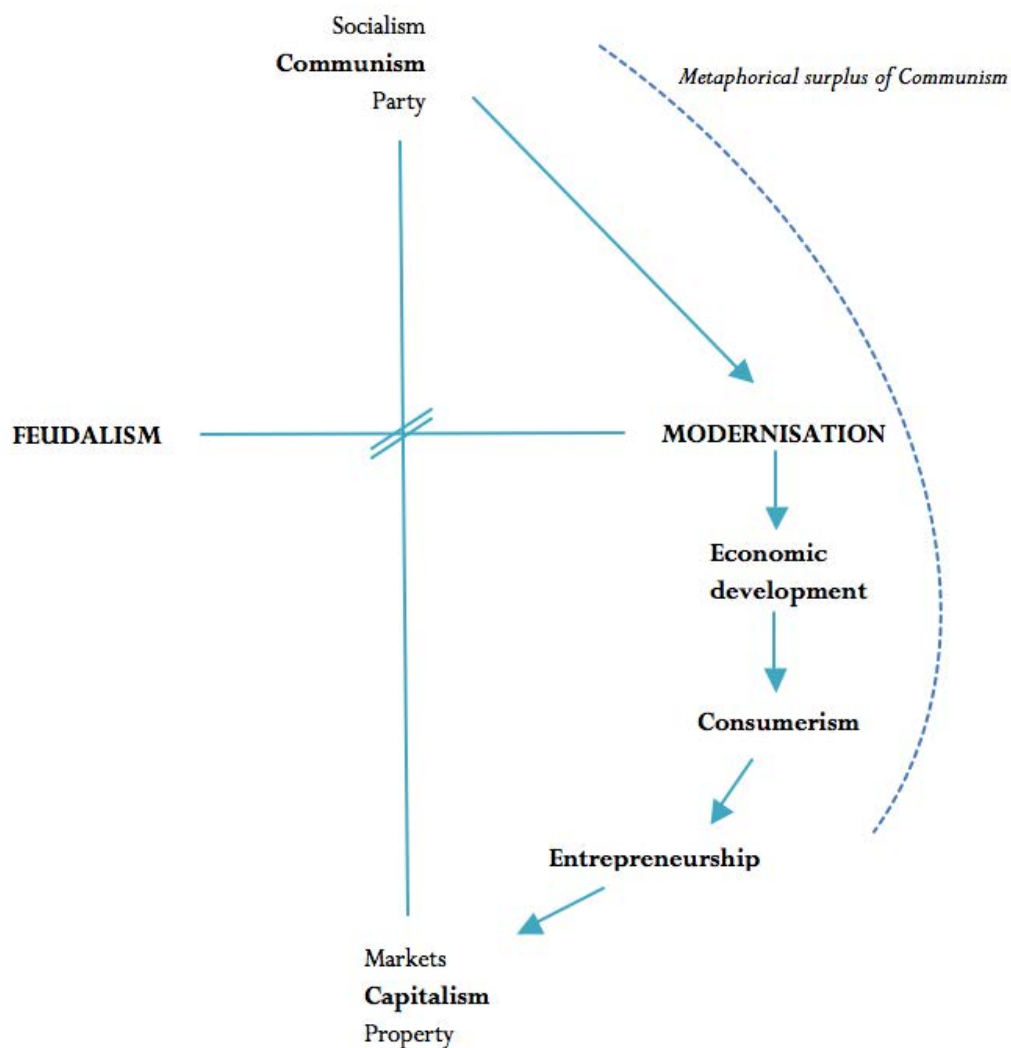 Socialism
Communism
Party
Metaphorical surplus of Communism
FEUDALISM
MODERNISATION
Economic
development
Consumerism
Entrepreneurship
Markets
Capitalism
Property